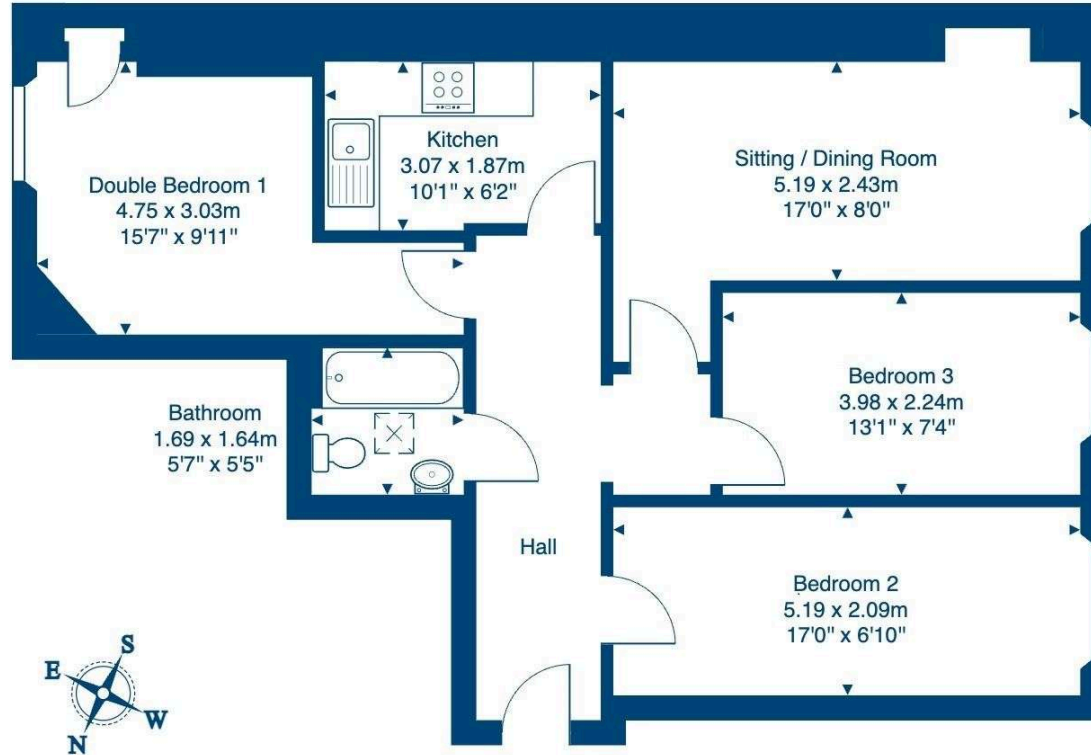 Kitchen
3.07 x 1.87m
10'1" x 6'2"
Sitting / Dining Room
5.19 x 2.43m
17'0" x 8'0"
Double Bedroom 1
4.75 x 3.03m
15'7" x 9'11"
Bedroom 3
3.98 x 2.24m
13'1" x 7'4"
Bathroom
1.69 x 1.64m
5'7" x 5'5"
Hall
Bedroom 2
5.19 x 2.09m
17'0" x 6'10"
S
E
W
N